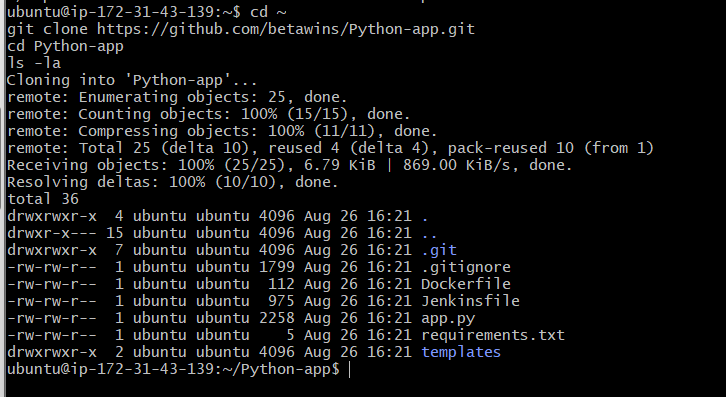 ubuntu@ip-172-31-43-139:~$ cd ~
git clone https://github.com/betawins/Python-app.git
cd Python-app
ls -la
Cloning into 'Python-app'...
remote: Enumerating objects: 25, done.
remote: Counting objects: 100% (15/15), done.
remote: Compressing objects: 100% (11/11), done.
remote: Total 25 (delta 10), reused 4 (delta 4), pack-reused 10 (from 1)
Receiving objects: 100% (25/25), 6.79 KiB | 869.00 KiB/s, done.
Resolving deltas: 100% (10/10), done.
total 36
drwxrwxr-x  4 ubuntu ubuntu 4096 Aug 26 16:21 .
drwxr-x--- 15 ubuntu ubuntu 4096 Aug 26 16:21 ..
drwxrwxr-x  7 ubuntu ubuntu 4096 Aug 26 16:21 .git
-rw-rw-r--  1 ubuntu ubuntu 1799 Aug 26 16:21 .gitignore
-rw-rw-r--  1 ubuntu ubuntu  112 Aug 26 16:21 Dockerfile
-rw-rw-r--  1 ubuntu ubuntu  975 Aug 26 16:21 Jenkinsfile
-rw-rw-r--  1 ubuntu ubuntu 2258 Aug 26 16:21 app.py
-rw-rw-r--  1 ubuntu ubuntu    5 Aug 26 16:21 requirements.txt
drwxrwxr-x  2 ubuntu ubuntu 4096 Aug 26 16:21 templates
ubuntu@ip-172-31-43-139:~/Python-app$